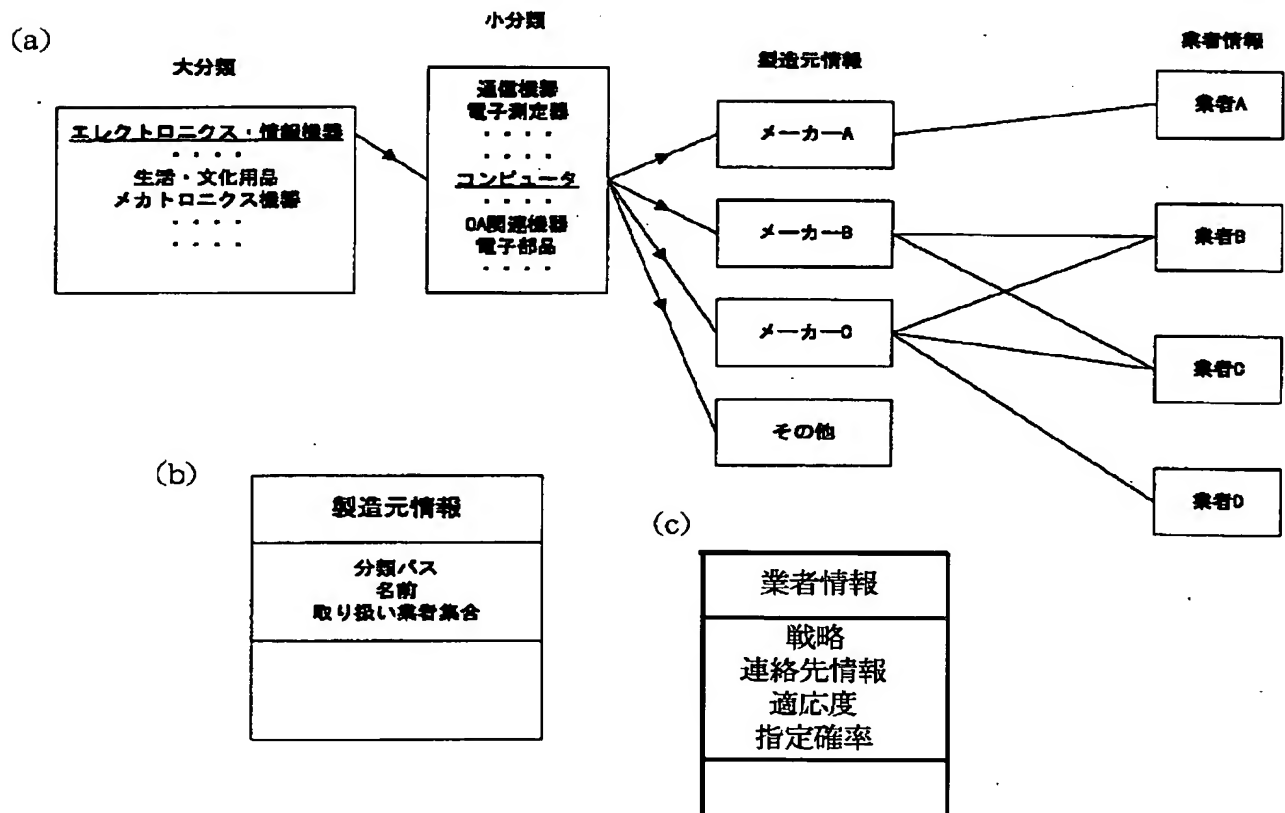 (a)
大分類
エレクトロニクス・情報機器
・・・・
生活・文化用品
メカトロニクス機器
・・・・
・・・・
小分類
通信機器
電子測定器
・・・・
・・・・
コンピュータ
・・・・
OA関連機器
電子部品
・・・・
製造元情報
メーカーA
メーカーB
メーカーC
その他
業者情報
業者A
業者B
業者C
業者D
(b)
製造元情報
分類パス
名前
取り扱い業者集合
(c)
業者情報
戦略
連絡先情報
適応度
指定確率